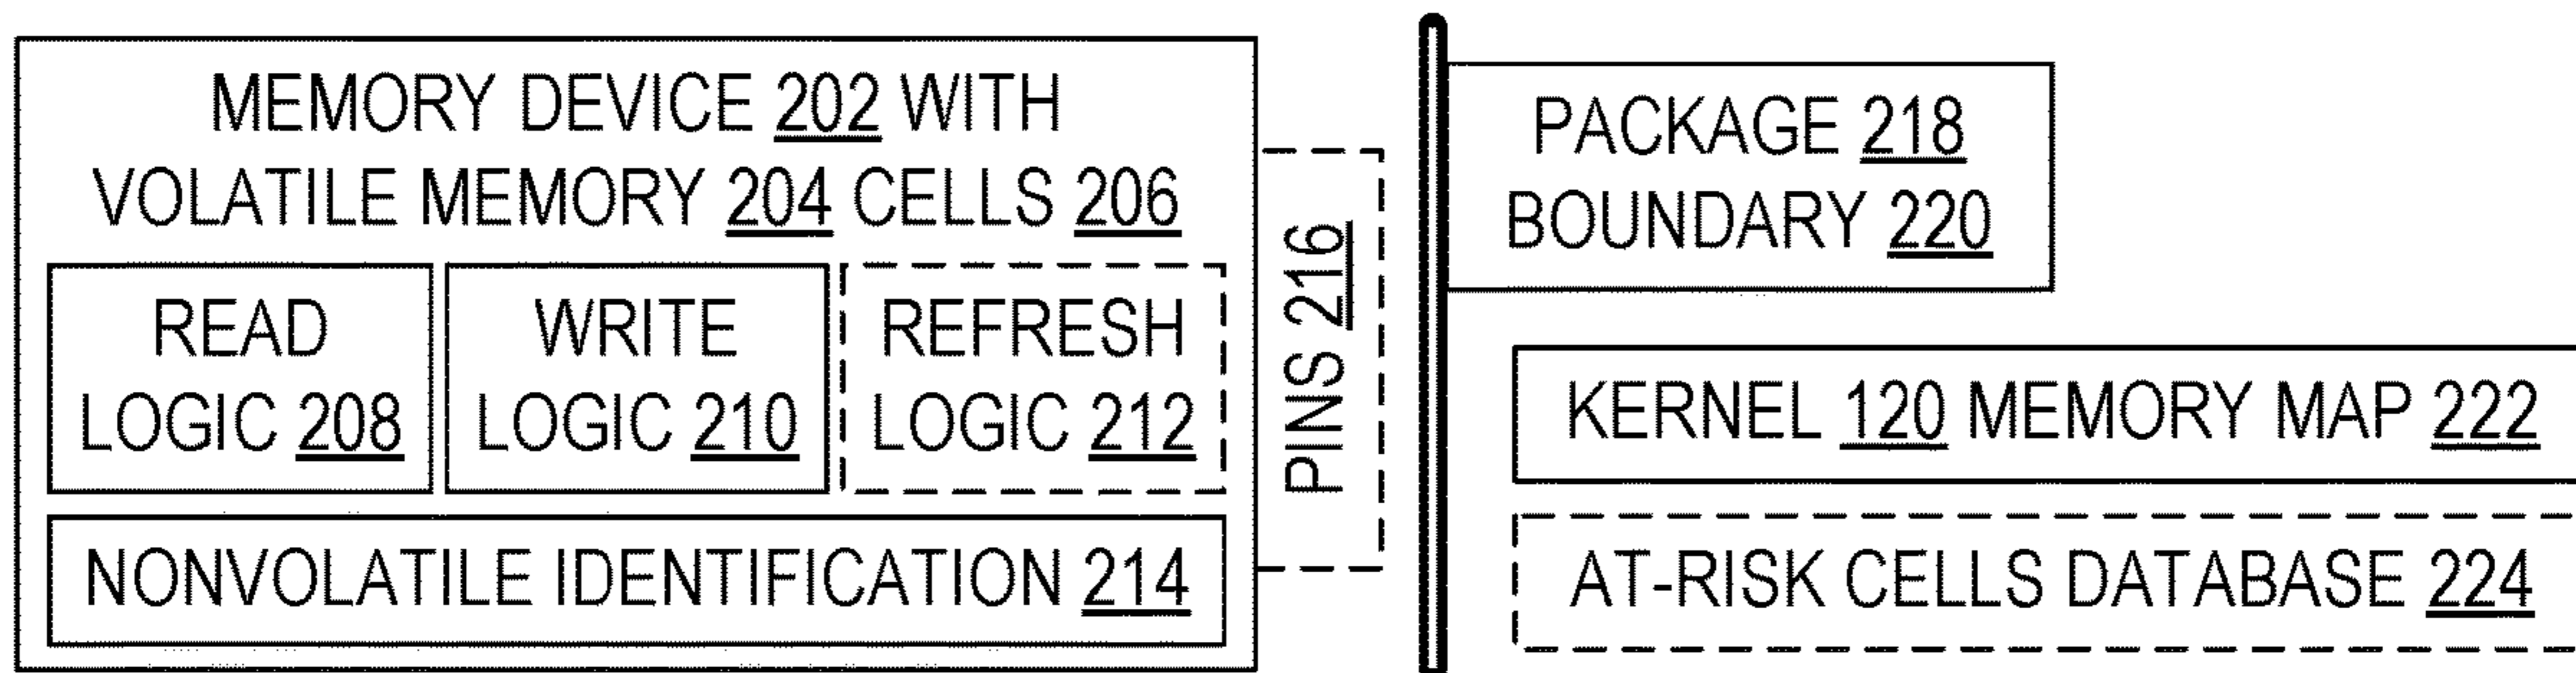 MEMORY DEVICE 202 WITH
VOLATILE MEMORY 204 CELLS 206
READ
LOGIC 208
WRITE
LOGIC 210
REFRESH
LOGIC 212
NONVOLATILE IDENTIFICATION 214
PINS 216
PACKAGE 218
BOUNDARY 220
KERNEL 120 MEMORY MAP 222
AT-RISK CELLS DATABASE 224